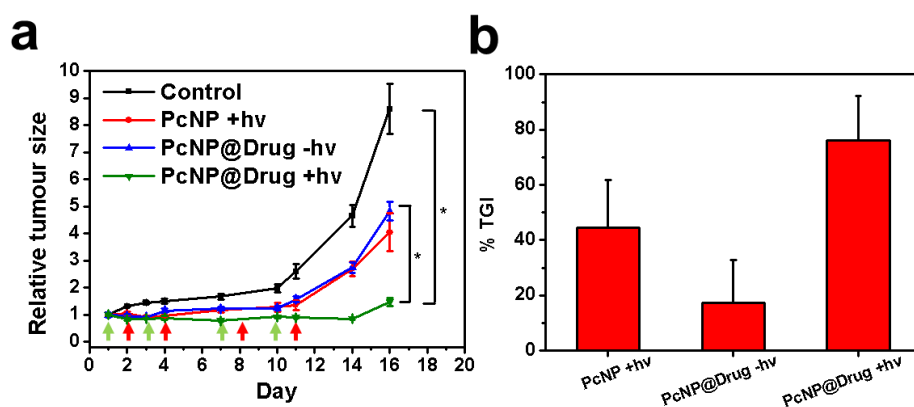 a
Relative tumour size
10
9
8
7
6
5
4
3
2
1
0
Control
PcNP +hv
PcNP@Drug -hv
PcNP@Drug +hv
*
*
0 2 4 6 8 10 12 14 16 18 20
Day
b
% TGI
100
80
60
40
20
0
PcNP +hv
PcNP@Drug -hv
PcNP@Drug +hv